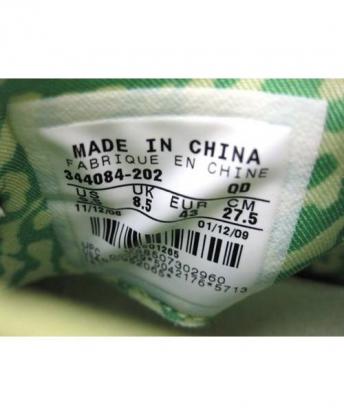 MADE IN CHINA
FABRIQUE EN CHINE
344084-202 OD
US UK EUR CM
8.5 43 27.5
11/12/08 01/12/09